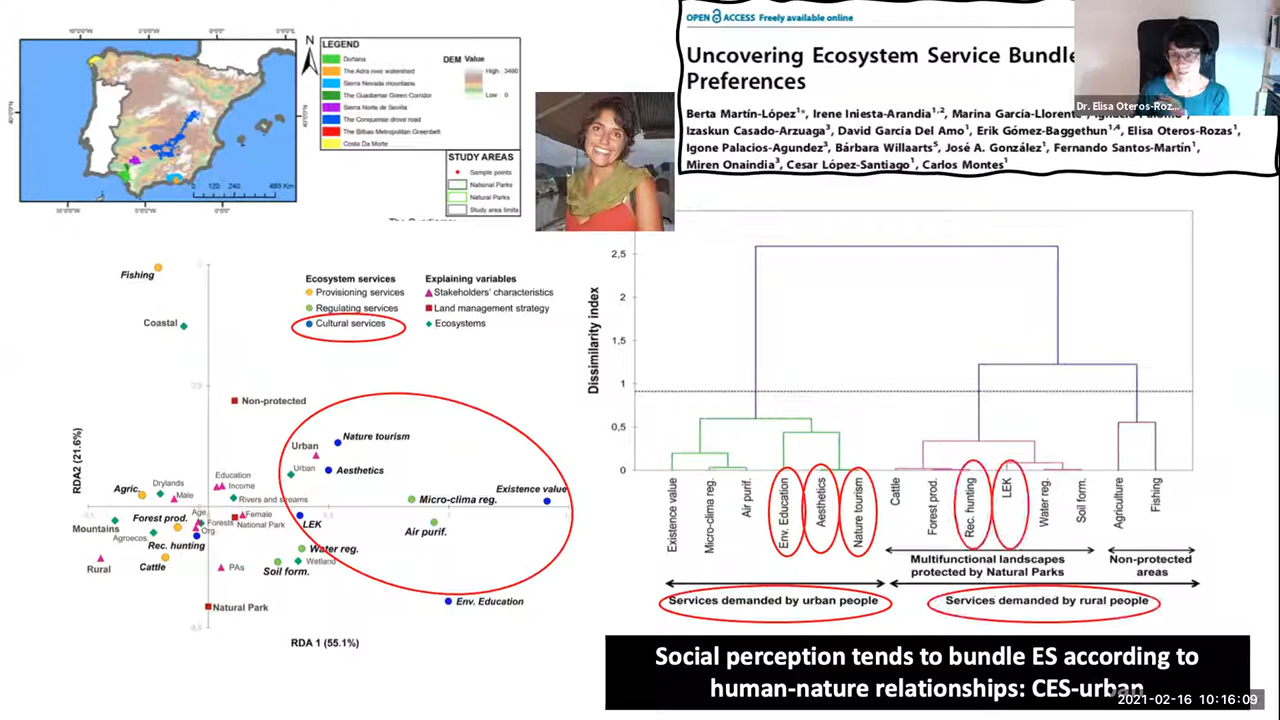 OPEN ACCESS Freely available online
Uncovering Ecosystem Service Bundle
Preferences
Berta Martín-López1*, Irene Iniesta-Arandia1,2, Marina García-Llorente
Izaskun Casado-Arzuaga3, David García Del Amo1, Erik Gómez-Baggethun1,4, Elisa Oteros-Rozas1,
Igone Palacios-Agundez3, Bárbara Willaarts5, José A. González1, Fernando Santos-Martín1,
Miren Onaindia3, Cesar López-Santiago1, Carlos Montes1
Dr. Elisa Oteros-Roz...
N
LEGEND
Doñana
The Adra river watershed
Sierra Nevada mountains
The Guadiamar Green Corridor
Sierra Norte de Sevilla
The Conquense drove road
The Bilbao Metropolitan Greenbelt
Costa Da Morte
DEM Value
High : 3460
Low : 0
STUDY AREAS
Sample points
National Parks
Natural Parks
Study area limits
0 120 240 480 Km
Ecosystem services
Provisioning services
Regulating services
Cultural services
Explaining variables
Stakeholders' characteristics
Land management strategy
Ecosystems
Fishing
Coastal
Non-protected
Nature tourism
Urban
Urban
Aesthetics
Education
Income
Drylands
Agric.
Male
Rivers and streams
Micro-clima reg.
Existence value
Age
Female
Forest prod.
Forests
National Park
LEK
Air purif.
Mountains
Agroecos.
Org.
Rec. hunting
Water reg.
Wetland
Rural
Cattle
PAs
Soil form.
Env. Education
Natural Park
RDA2 (21.6%)
RDA 1 (55.1%)
Dissimilarity index
2,5
2
1,5
1
0,5
0
Existence value
Micro-clima reg.
Air purif.
Env. Education
Aesthetics
Nature tourism
Cattle
Forest prod.
Rec. hunting
LEK
Water reg.
Soil form.
Agriculture
Fishing
Multifunctional landscapes
protected by Natural Parks
Non-protected
areas
Services demanded by urban people
Services demanded by rural people
Social perception tends to bundle ES according to
human-nature relationships: CES-urban
2021-02-16 10:16:09